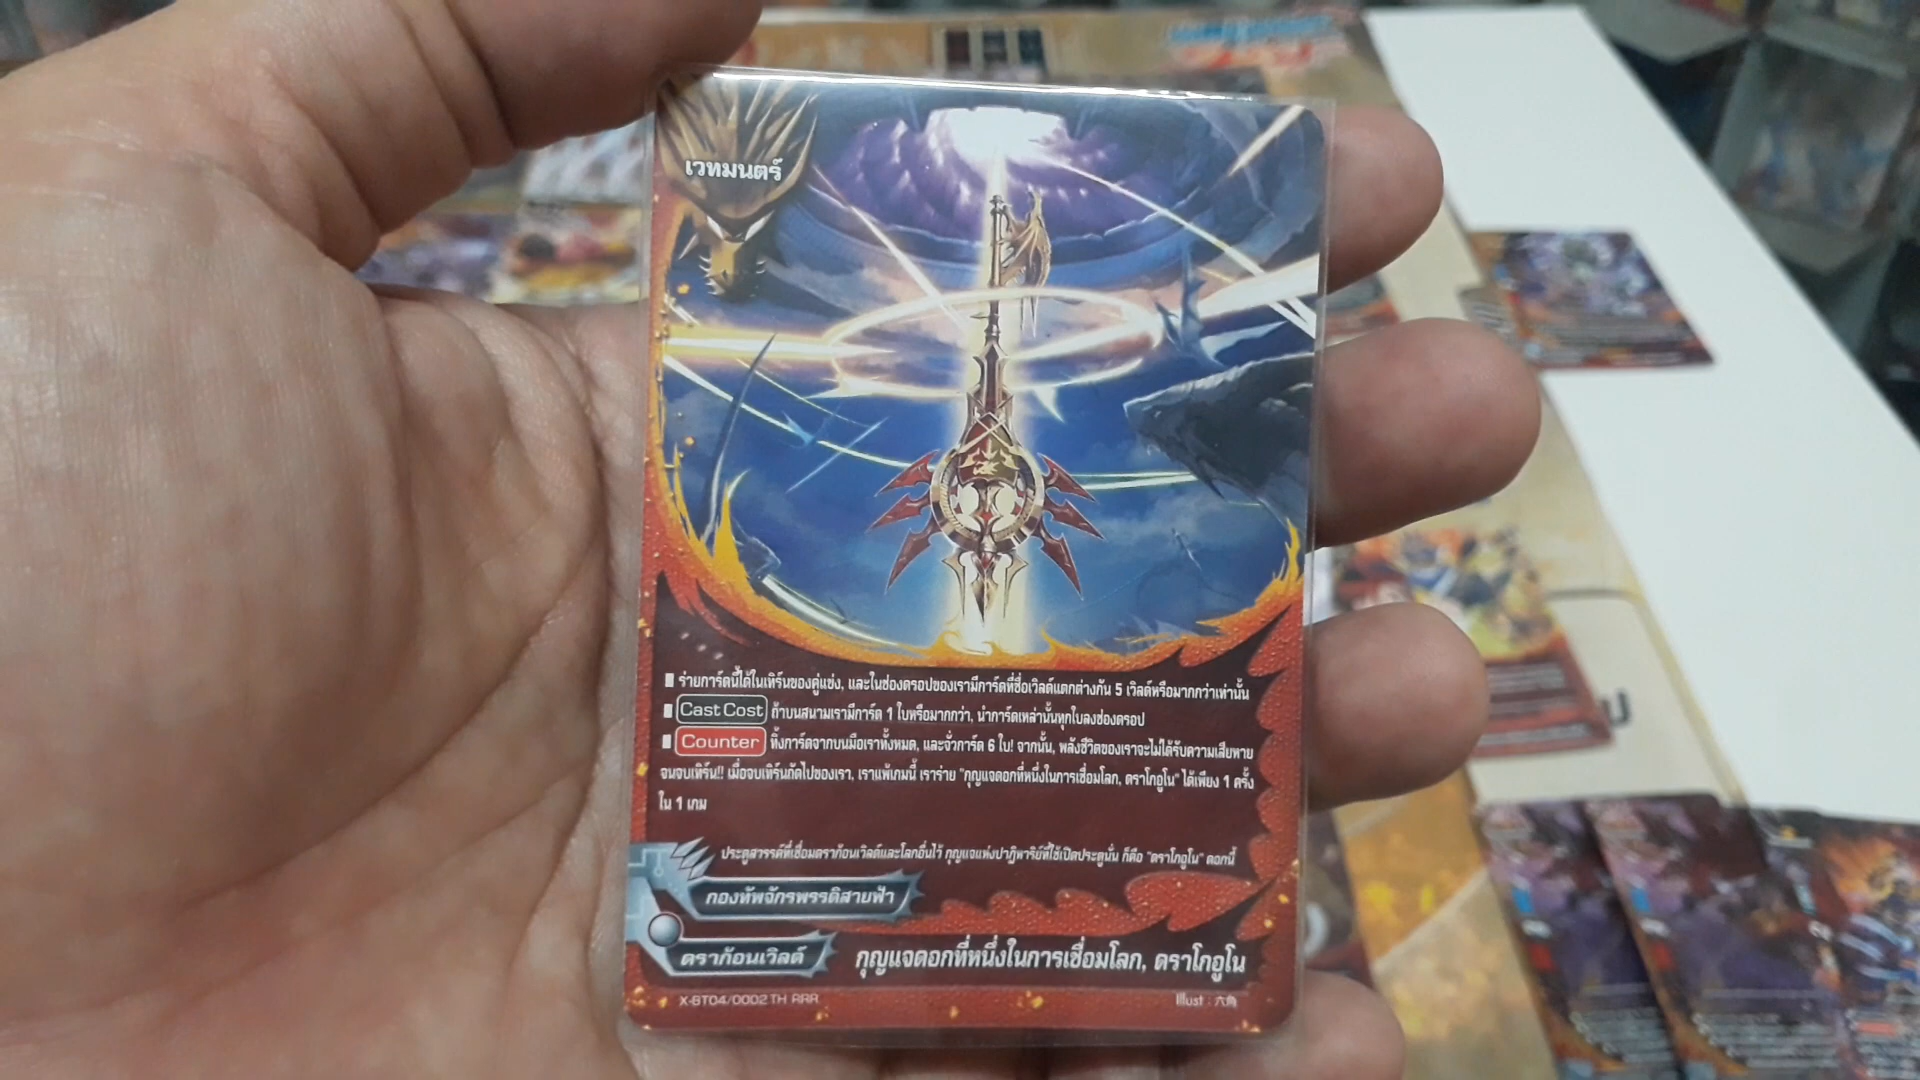 เวทมนตร์
■ ร่ายการ์ดนี้ได้ในเทิร์นของคู่แข่ง, และในช่องดรอปของเรามีการ์ดที่ชื่อเวิลด์แตกต่างกัน 5 เวิลด์หรือมากกว่าเท่านั้น
■ Cast Cost ถ้าบนสนามเรามีการ์ด 1 ใบหรือมากกว่า, นำการ์ดเหล่านั้นทุกใบลงช่องดรอป
■ Counter ทิ้งการ์ดจากบนมือเราทั้งหมด, และจั่วการ์ด 6 ใบ! จากนั้น, พลังชีวิตของเราจะไม่ได้รับความเสียหาย
จนจบเทิร์น!! เมื่อจบเทิร์นถัดไปของเรา, เราแพ้เกมนี้ เราร่าย "กุญแจดอกที่หนึ่งในการเชื่อมโลก, ดราโกอูโน" ได้เพียง 1 ครั้ง
ใน 1 เกม
ประตูสวรรค์ที่เชื่อมดราก้อนเวิลด์และโลกอื่นไว้ กุญแจแห่งปาฏิหาริย์ที่ใช้เปิดประตูนั่น ก็คือ "ดราโกอูโน" ดอกนี้
กองทัพจักรพรรดิสายฟ้า
ดราก้อนเวิลด์
กุญแจดอกที่หนึ่งในการเชื่อมโลก, ดราโกอูโน
X-BT04/0002TH RRR
Illust : 六角